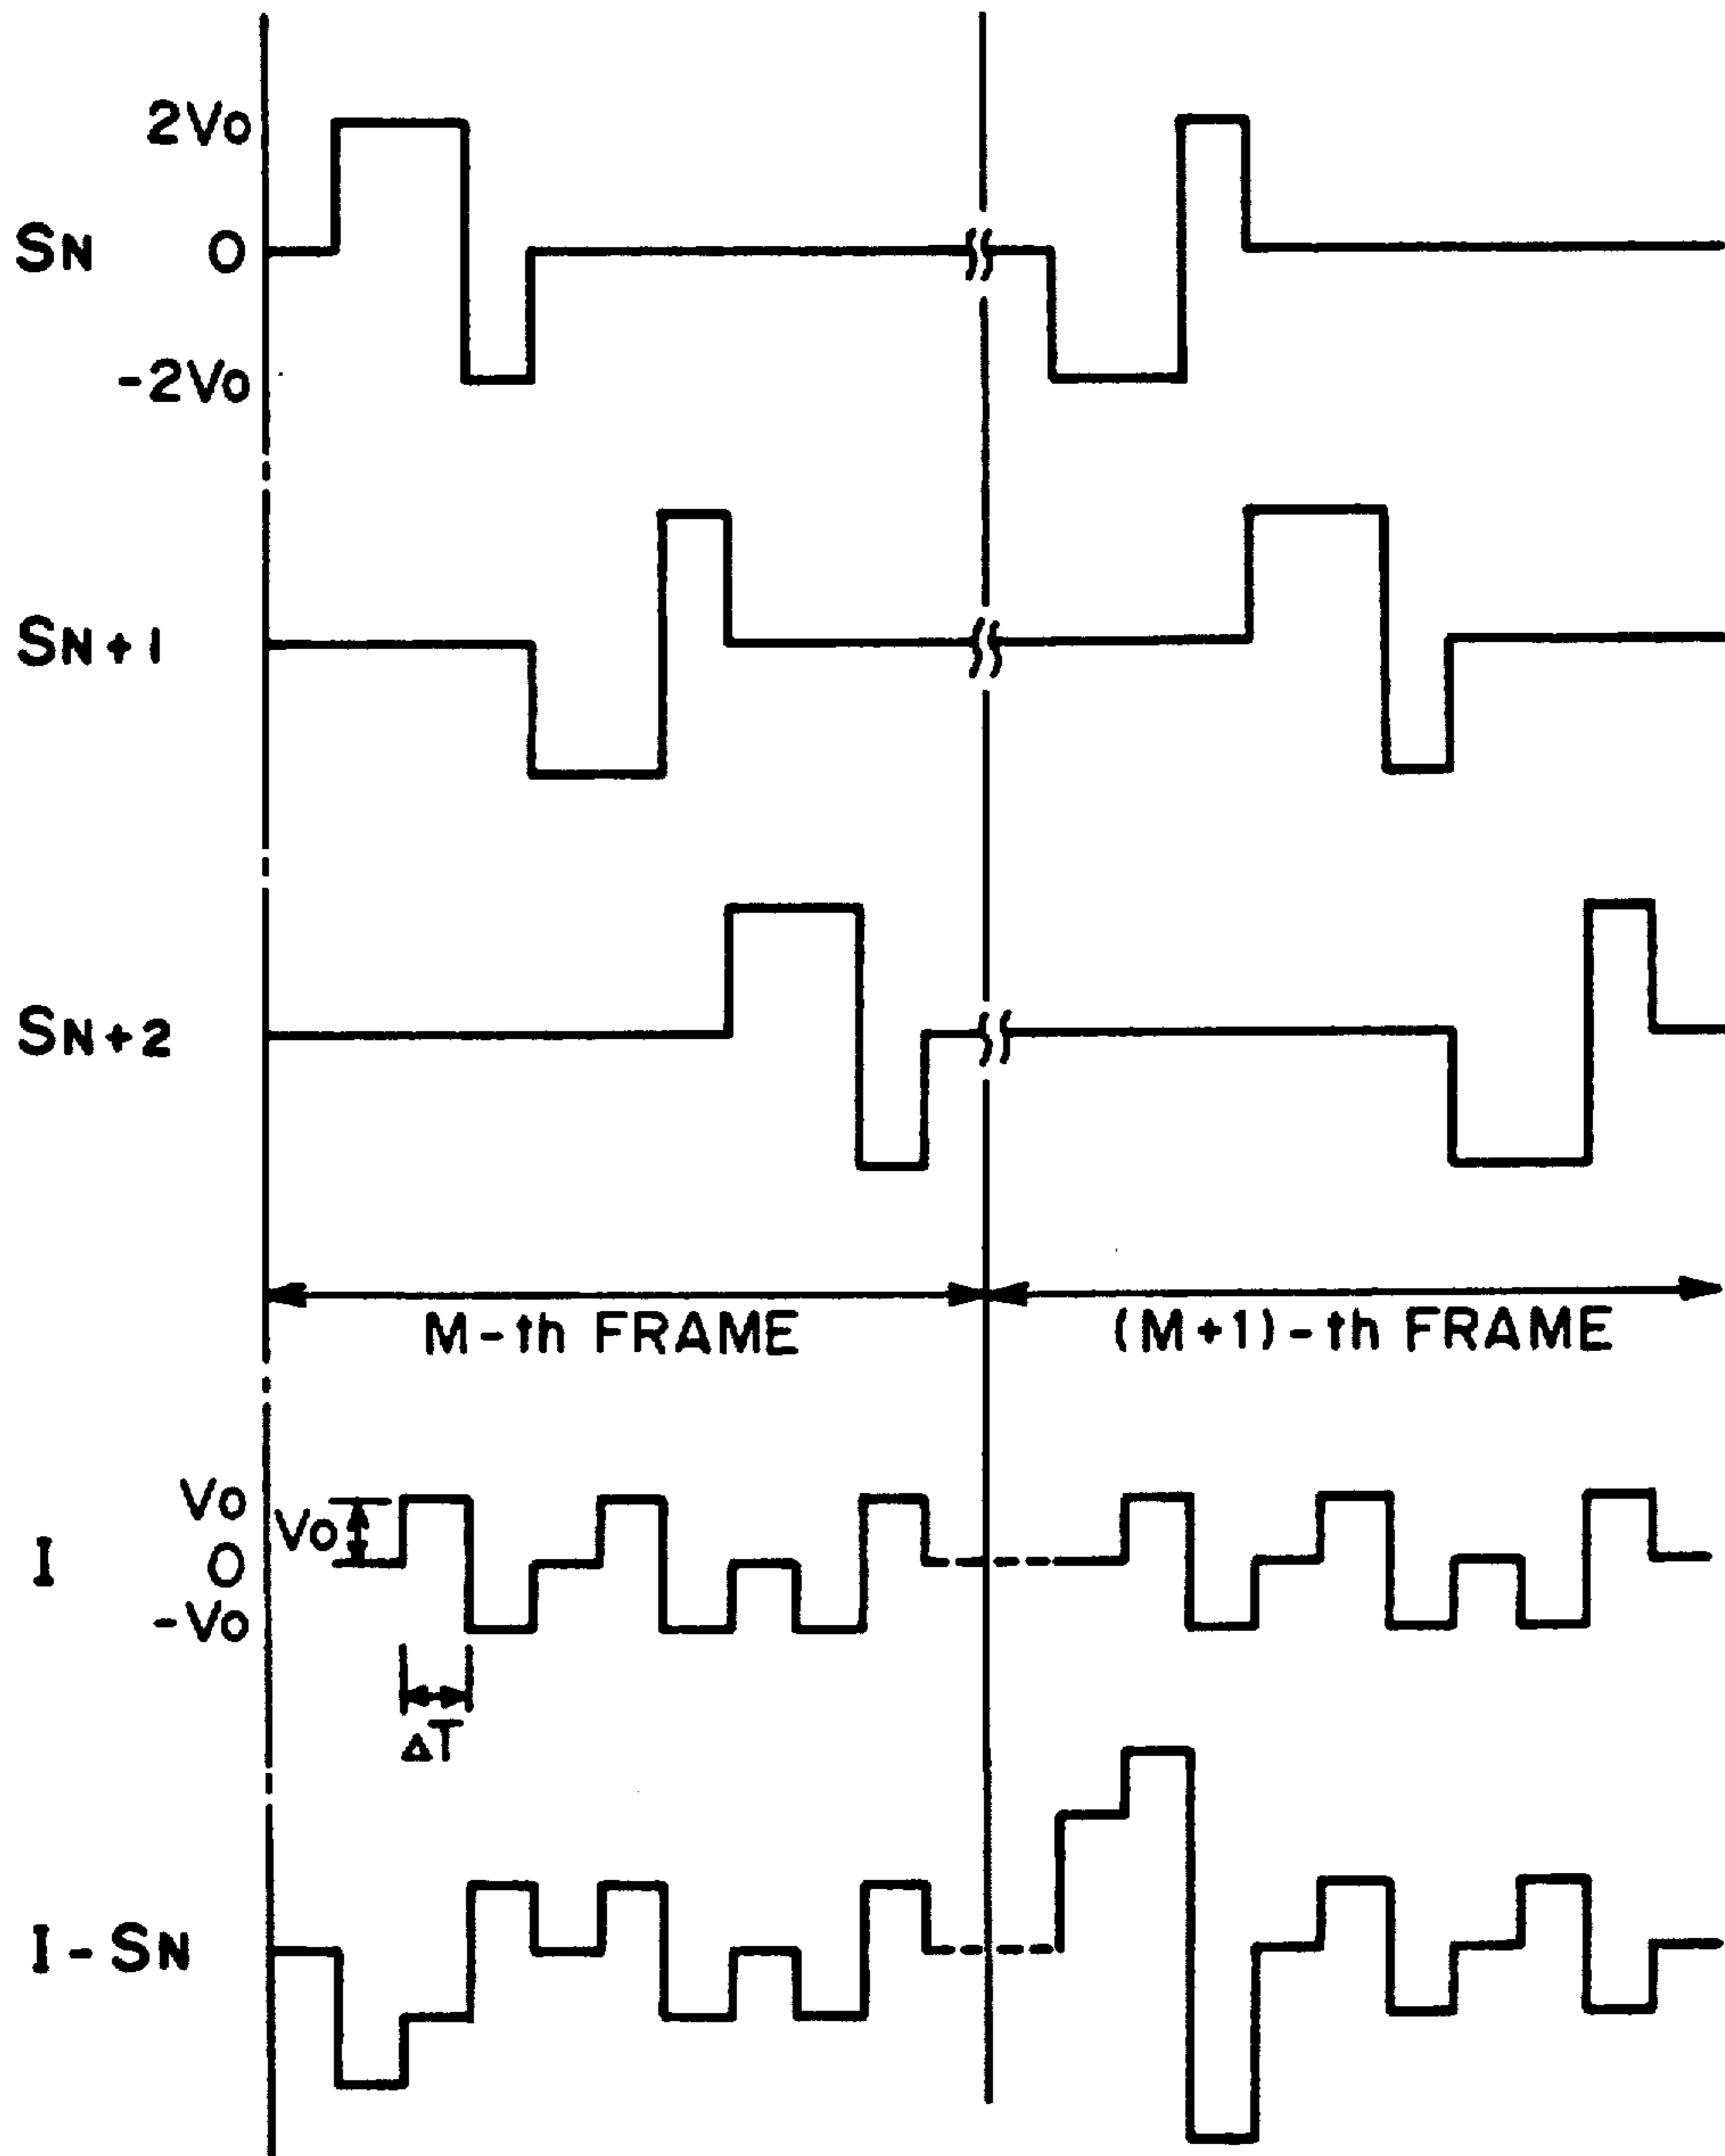 2Vo
SN 0
-2Vo
SN+1
SN+2
M-th FRAME (M+1)-th FRAME
Vo
Vo
I 0
-Vo
ΔT
I-SN